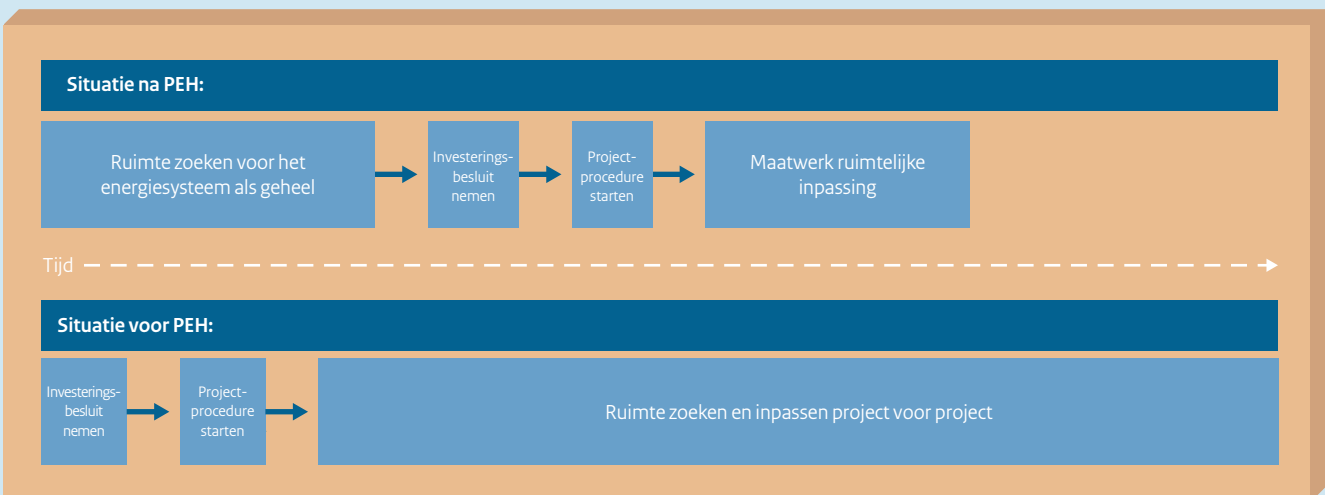 Situatie na PEH:
Ruimte zoeken voor het
energiesysteem als geheel
Investerings-
besluit
nemen
Project-
procedure
starten
Maatwerk ruimtelijke
inpassing
Tijd
Situatie voor PEH:
Investerings-
besluit
nemen
Project-
procedure
starten
Ruimte zoeken en inpassen project voor project